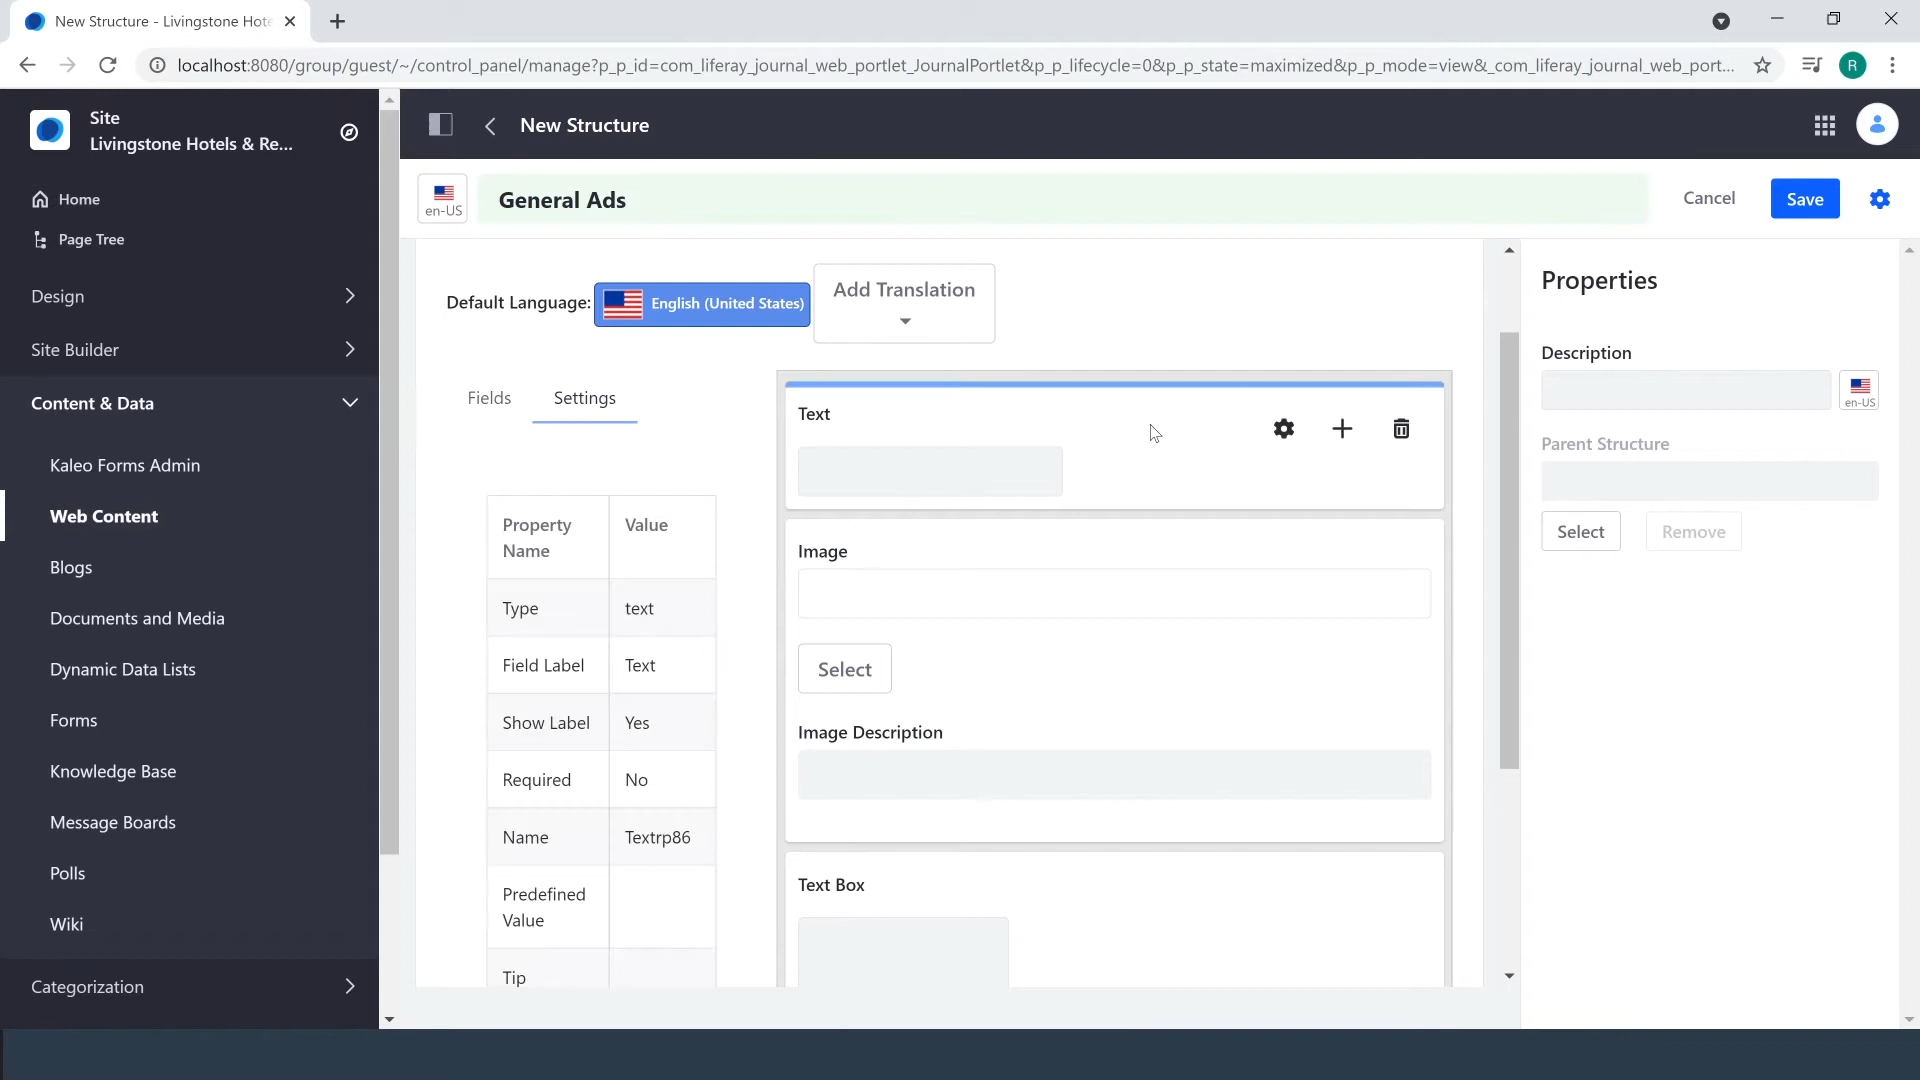 New Structure - Livingstone Hote
localhost:8080/group/guest/~/control_panel/manage?p_p_id=com_liferay_journal_web_portlet_JournalPortlet&p_p_lifecycle=0&p_p_state=maximized&p_p_mode=view&_com_liferay_journal_web_port...
R
Site
Livingstone Hotels & Re...
New Structure
Home
Page Tree
Design
Site Builder
Content & Data
Kaleo Forms Admin
Web Content
Blogs
Documents and Media
Dynamic Data Lists
Forms
Knowledge Base
Message Boards
Polls
Wiki
Categorization
en-US
General Ads
Cancel
Save
Default Language:
English (United States)
Add Translation
Fields
Settings
Property Name
Value
Type
text
Field Label
Text
Show Label
Yes
Required
No
Name
Textrp86
Predefined Value
Tip
Text
Image
Select
Image Description
Text Box
Properties
Description
en-US
Parent Structure
Select
Remove